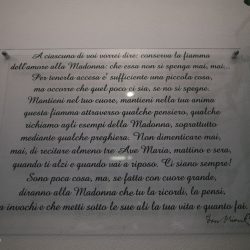 A ciascuno di voi vorrei dire: conserva la fiamma
dell'amore alla Madonna: che essa non si spenga mai, mai...
Per tenerla accesa e' sufficiente una piccola cosa,
ma occorre che quel poco ci sia, se no si spegne.
Mantieni nel tuo cuore, mantieni nella tua anima
questa fiamma attraverso qualche pensiero, qualche
richiamo agli esempi della Madonna, soprattutto
mediante qualche preghiera. Non dimenticare mai,
mai, di recitare almeno tre Ave Maria, mattino e sera,
quando ti alzi e quando vai a riposo. Ci siano sempre!
Sono poca cosa, ma, se fatta con cuore grande,
diranno alla Madonna che tu la ricordi, la pensi,
a invochi e che metti sotto le sue ali la tua vita e quanto fai.